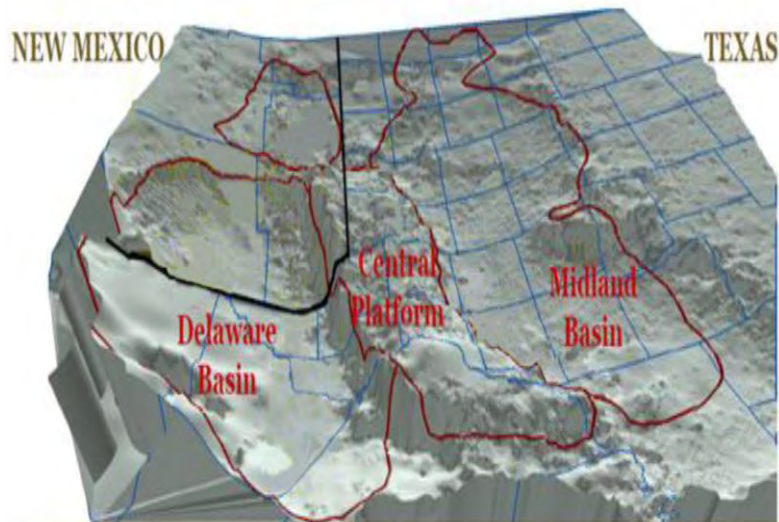 NEW MEXICO
TEXAS
Central
Platform
Midland
Basin
Delaware
Basin